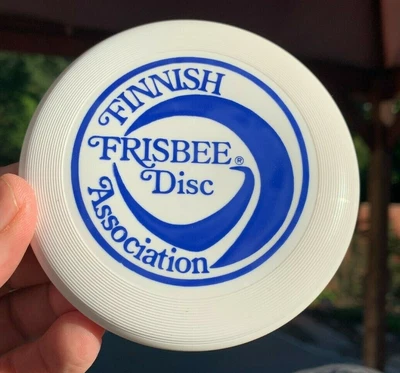 FINNISH
FRISBEE®
Disc
Association